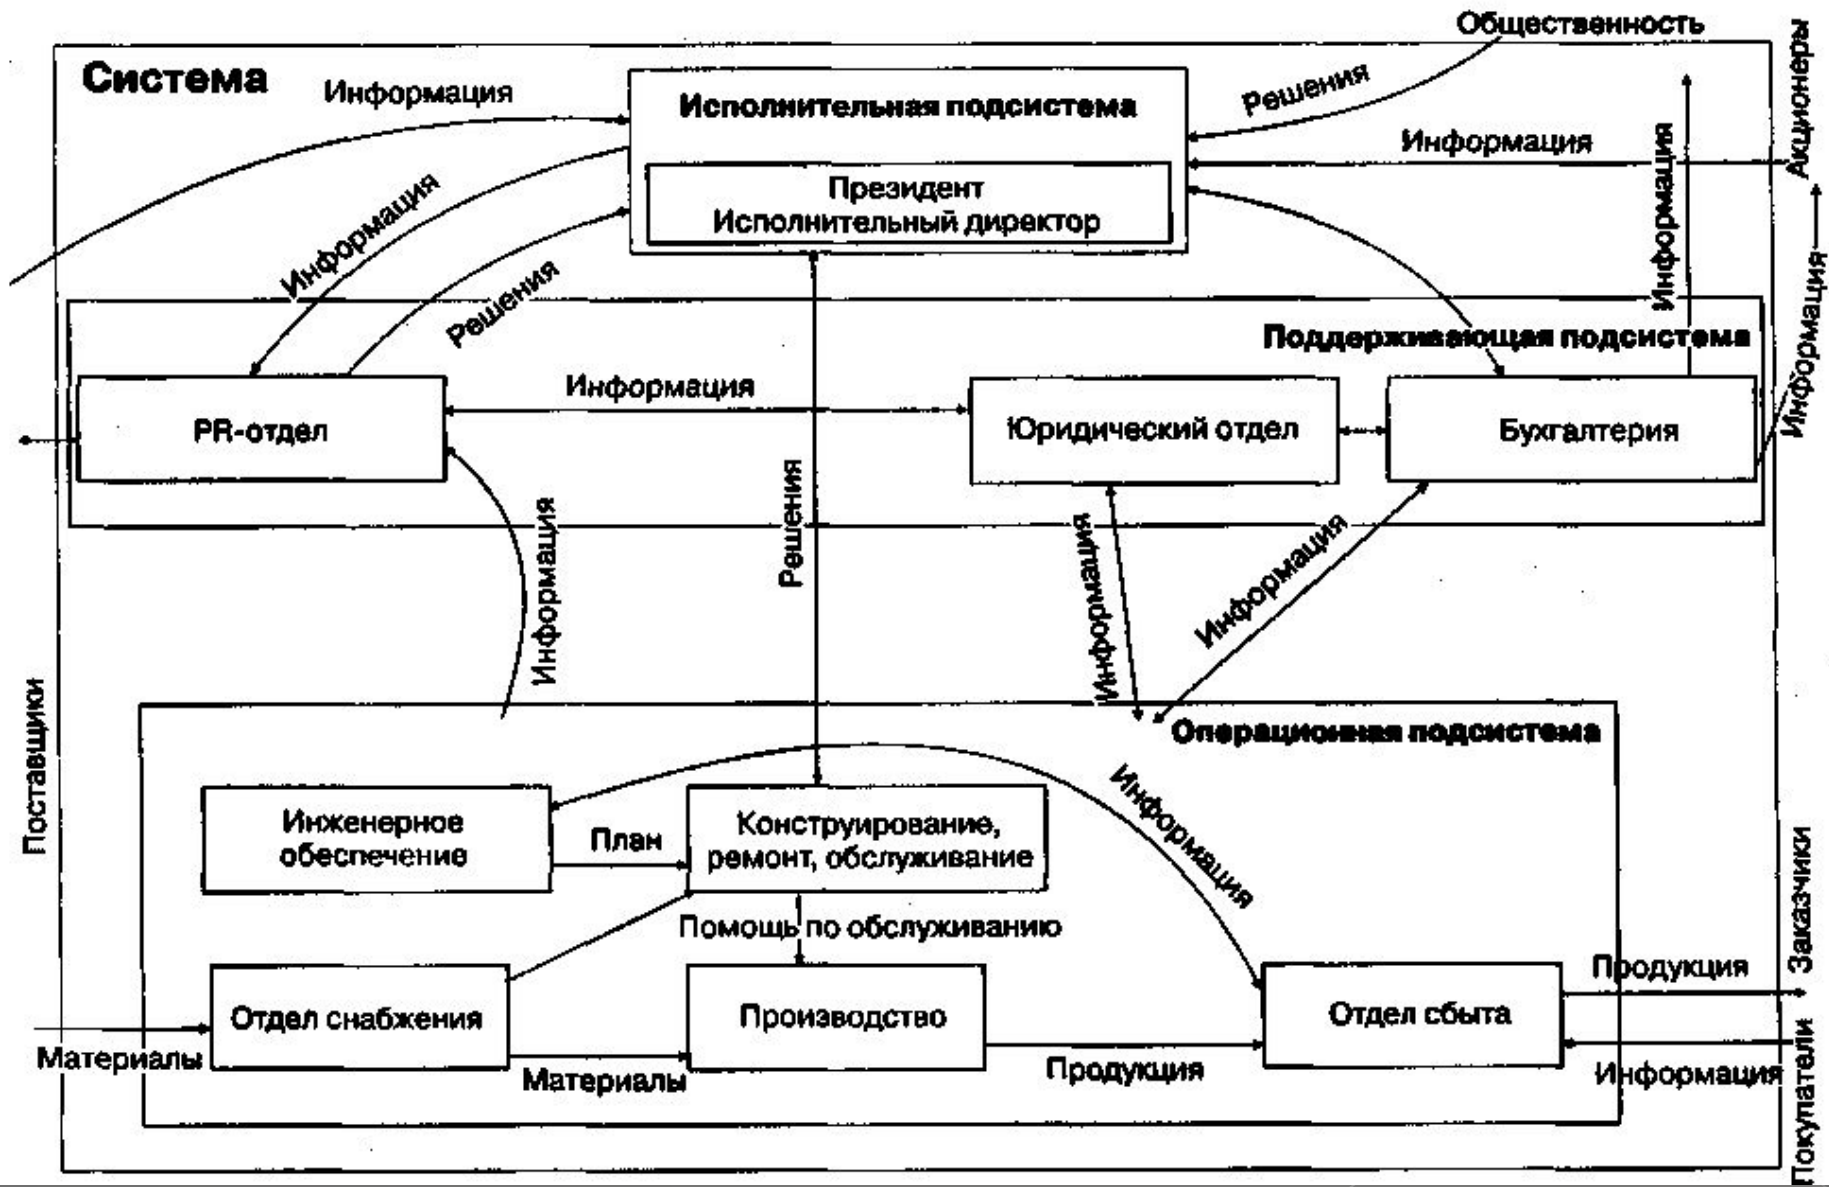 Общественность
Система
Информация
Исполнительная подсистема
Решения
Акционеры
Информация
Информация
Президент
Исполнительный директор
Информация
Решения
Информация
Поддерживающая подсистема
Информация
PR-отдел
Юридический отдел
Бухгалтерия
Решения
Информация
Информация
Информация
Поставщики
Операционная подсистема
Информация
Инженерное
обеспечение
План
Конструирование,
ремонт, обслуживание
Помощь по обслуживанию
Заказчики
Продукция
Отдел снабжения
Производство
Отдел сбыта
Материалы
Материалы
Продукция
Информация
Покупатели